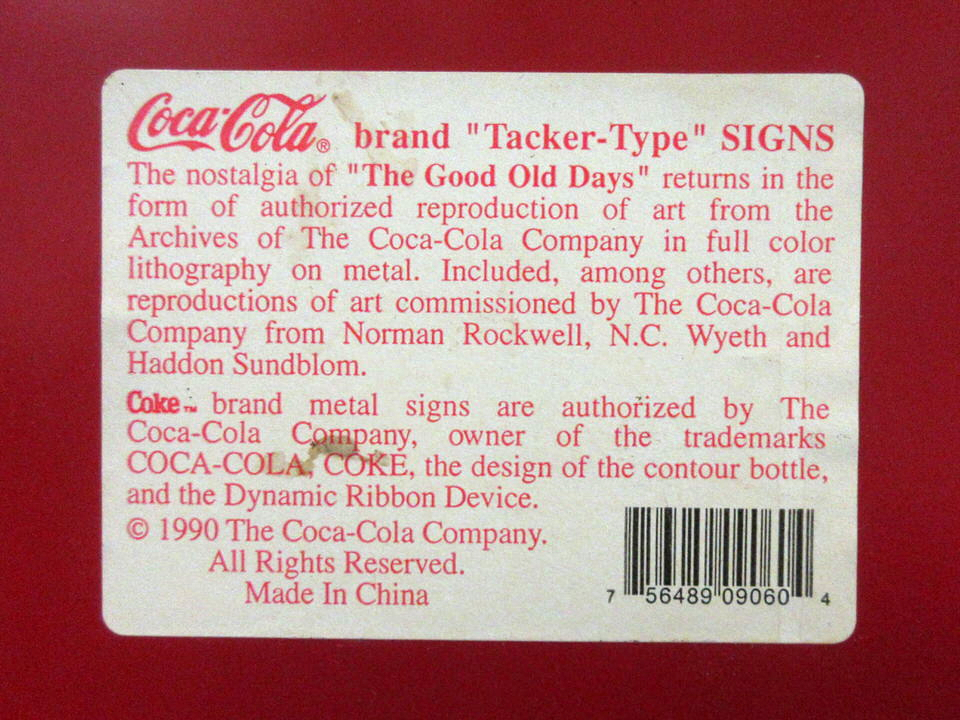 Coca-Cola® brand "Tacker-Type" SIGNS
The nostalgia of "The Good Old Days" returns in the
form of authorized reproduction of art from the
Archives of The Coca-Cola Company in full color
lithography on metal. Included, among others, are
reproductions of art commissioned by The Coca-Cola
Company from Norman Rockwell, N.C. Wyeth and
Haddon Sundblom.
Coke™ brand metal signs are authorized by The
Coca-Cola Company, owner of the trademarks
COCA-COLA, COKE, the design of the contour bottle,
and the Dynamic Ribbon Device.
© 1990 The Coca-Cola Company.
All Rights Reserved.
Made In China
7 56489 09060 4